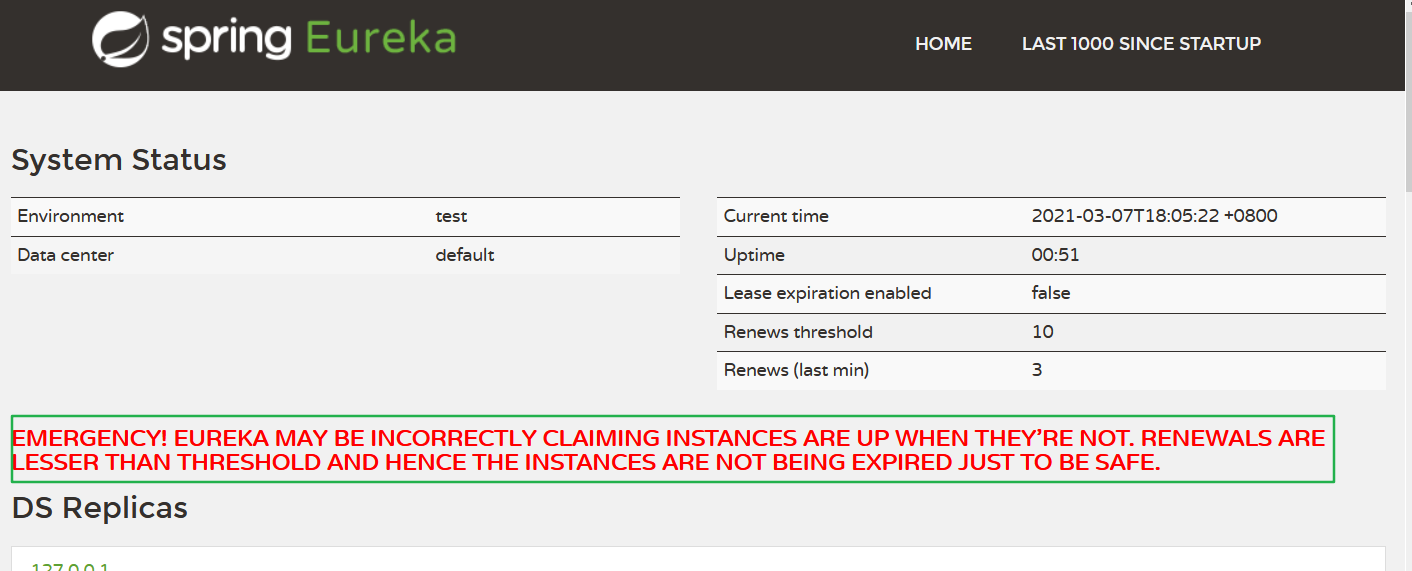 spring Eureka
HOME LAST 1000 SINCE STARTUP
System Status
Environment test
Data center default
Current time 2021-03-07T18:05:22 +0800
Uptime 00:51
Lease expiration enabled false
Renews threshold 10
Renews (last min) 3
EMERGENCY! EUREKA MAY BE INCORRECTLY CLAIMING INSTANCES ARE UP WHEN THEY’RE NOT. RENEWALS ARE
LESSER THAN THRESHOLD AND HENCE THE INSTANCES ARE NOT BEING EXPIRED JUST TO BE SAFE.
DS Replicas
127.0.0.1